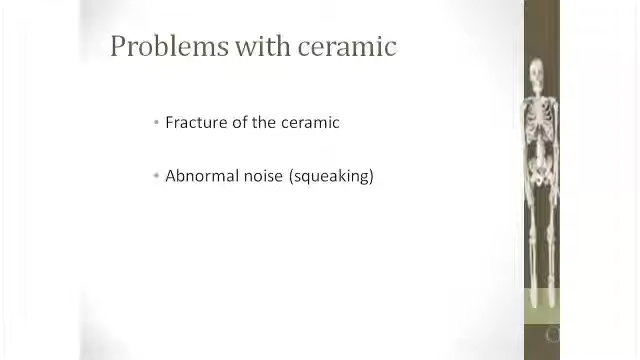 Problems with ceramic
• Fracture of the ceramic
• Abnormal noise (squeaking)